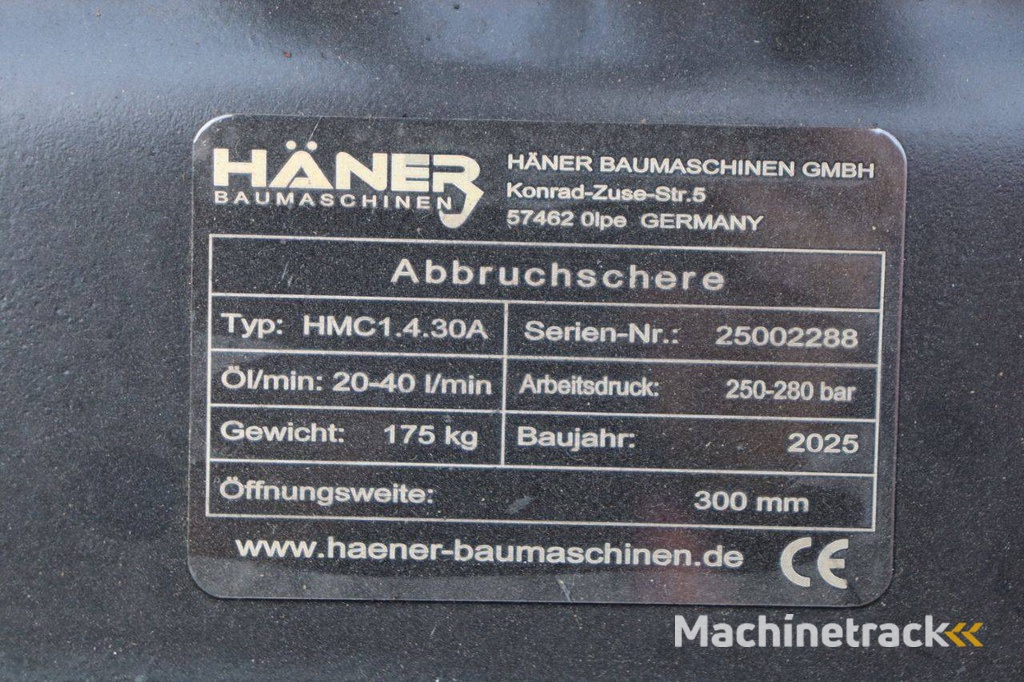 HÄNER
BAUMASCHINEN
HÄNER BAUMASCHINEN GMBH
Konrad-Zuse-Str.5
57462 Olpe GERMANY
Abbruchschere
Typ: HMC1.4.30A
Serien-Nr.: 25002288
Öl/min: 20-40 l/min
Arbeitsdruck: 250-280 bar
Gewicht: 175 kg
Baujahr: 2025
Öffnungsweite: 300 mm
www.haener-baumaschinen.de CE
Machinetrack